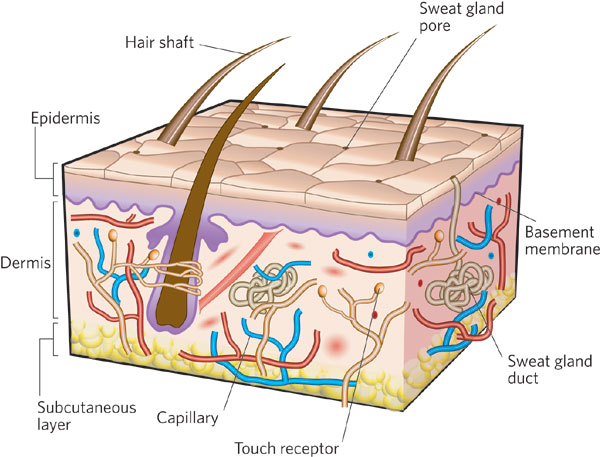 Sweat gland
pore
Hair shaft
Epidermis
Basement
membrane
Dermis
Sweat gland
duct
Subcutaneous
layer
Capillary
Touch receptor